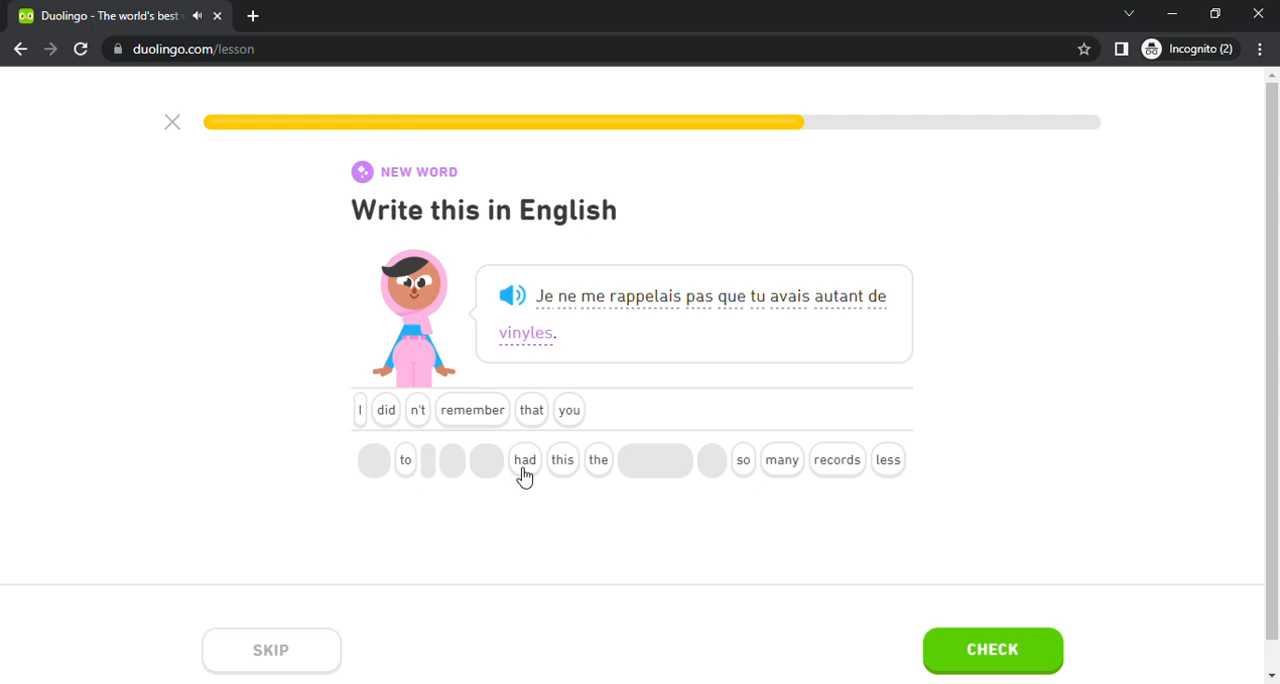 Duolingo - The world's best
duolingo.com/lesson
Incognito (2)
NEW WORD
Write this in English
Je ne me rappelais pas que tu avais autant de
vinyles.
I did n't remember that you
to had this the so many records less
SKIP
CHECK